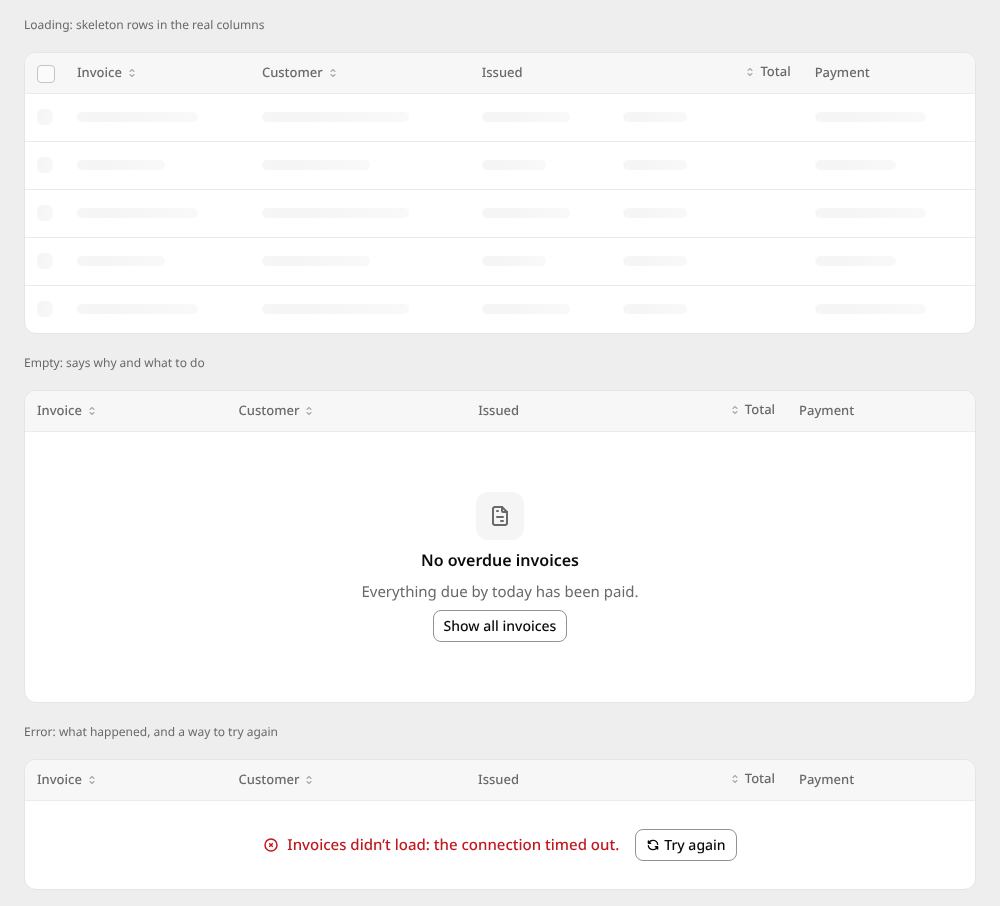 Loading: skeleton rows in the real columns
Invoice Customer Issued Total Payment
Empty: says why and what to do
Invoice Customer Issued Total Payment
No overdue invoices
Everything due by today has been paid.
Show all invoices
Error: what happened, and a way to try again
Invoice Customer Issued Total Payment
Invoices didn’t load: the connection timed out. Try again